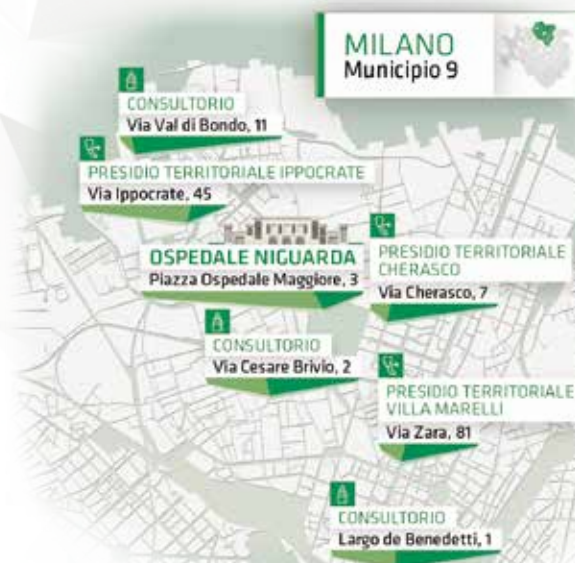 MILANO
Municipio 9
CONSULTORIO
Via Val di Bondo, 11
PRESIDIO TERRITORIALE IPPOCRATE
Via Ippocrate, 45
OSPEDALE NIGUARDA
Piazza Ospedale Maggiore, 3
PRESIDIO TERRITORIALE
CHERASCO
Via Cherasco, 7
CONSULTORIO
Via Cesare Brivio, 2
PRESIDIO TERRITORIALE
VILLA MARELLI
Via Zara, 81
CONSULTORIO
Largo de Benedetti, 1